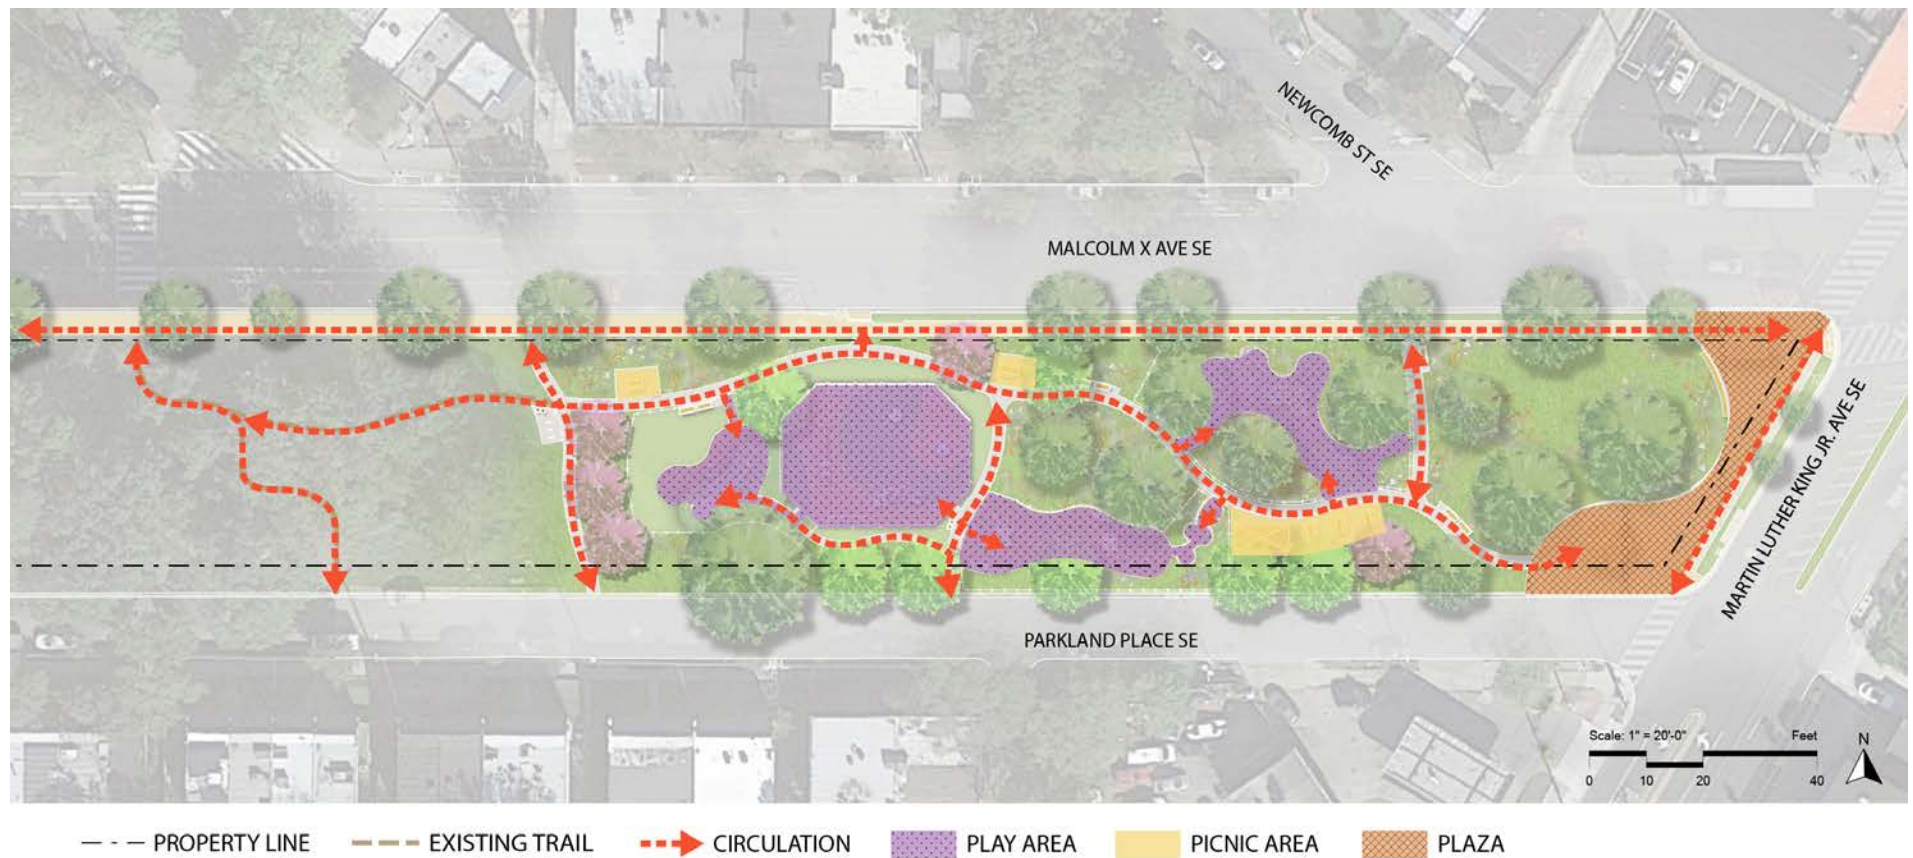 NEWCOMB ST SE
MALCOLM X AVE SE
MARTIN LUTHER KING JR. AVE SE
PARKLAND PLACE SE
Scale: 1" = 20'-0"
Feet
N
0 10 20 40
PROPERTY LINE
EXISTING TRAIL
CIRCULATION
PLAY AREA
PICNIC AREA
PLAZA